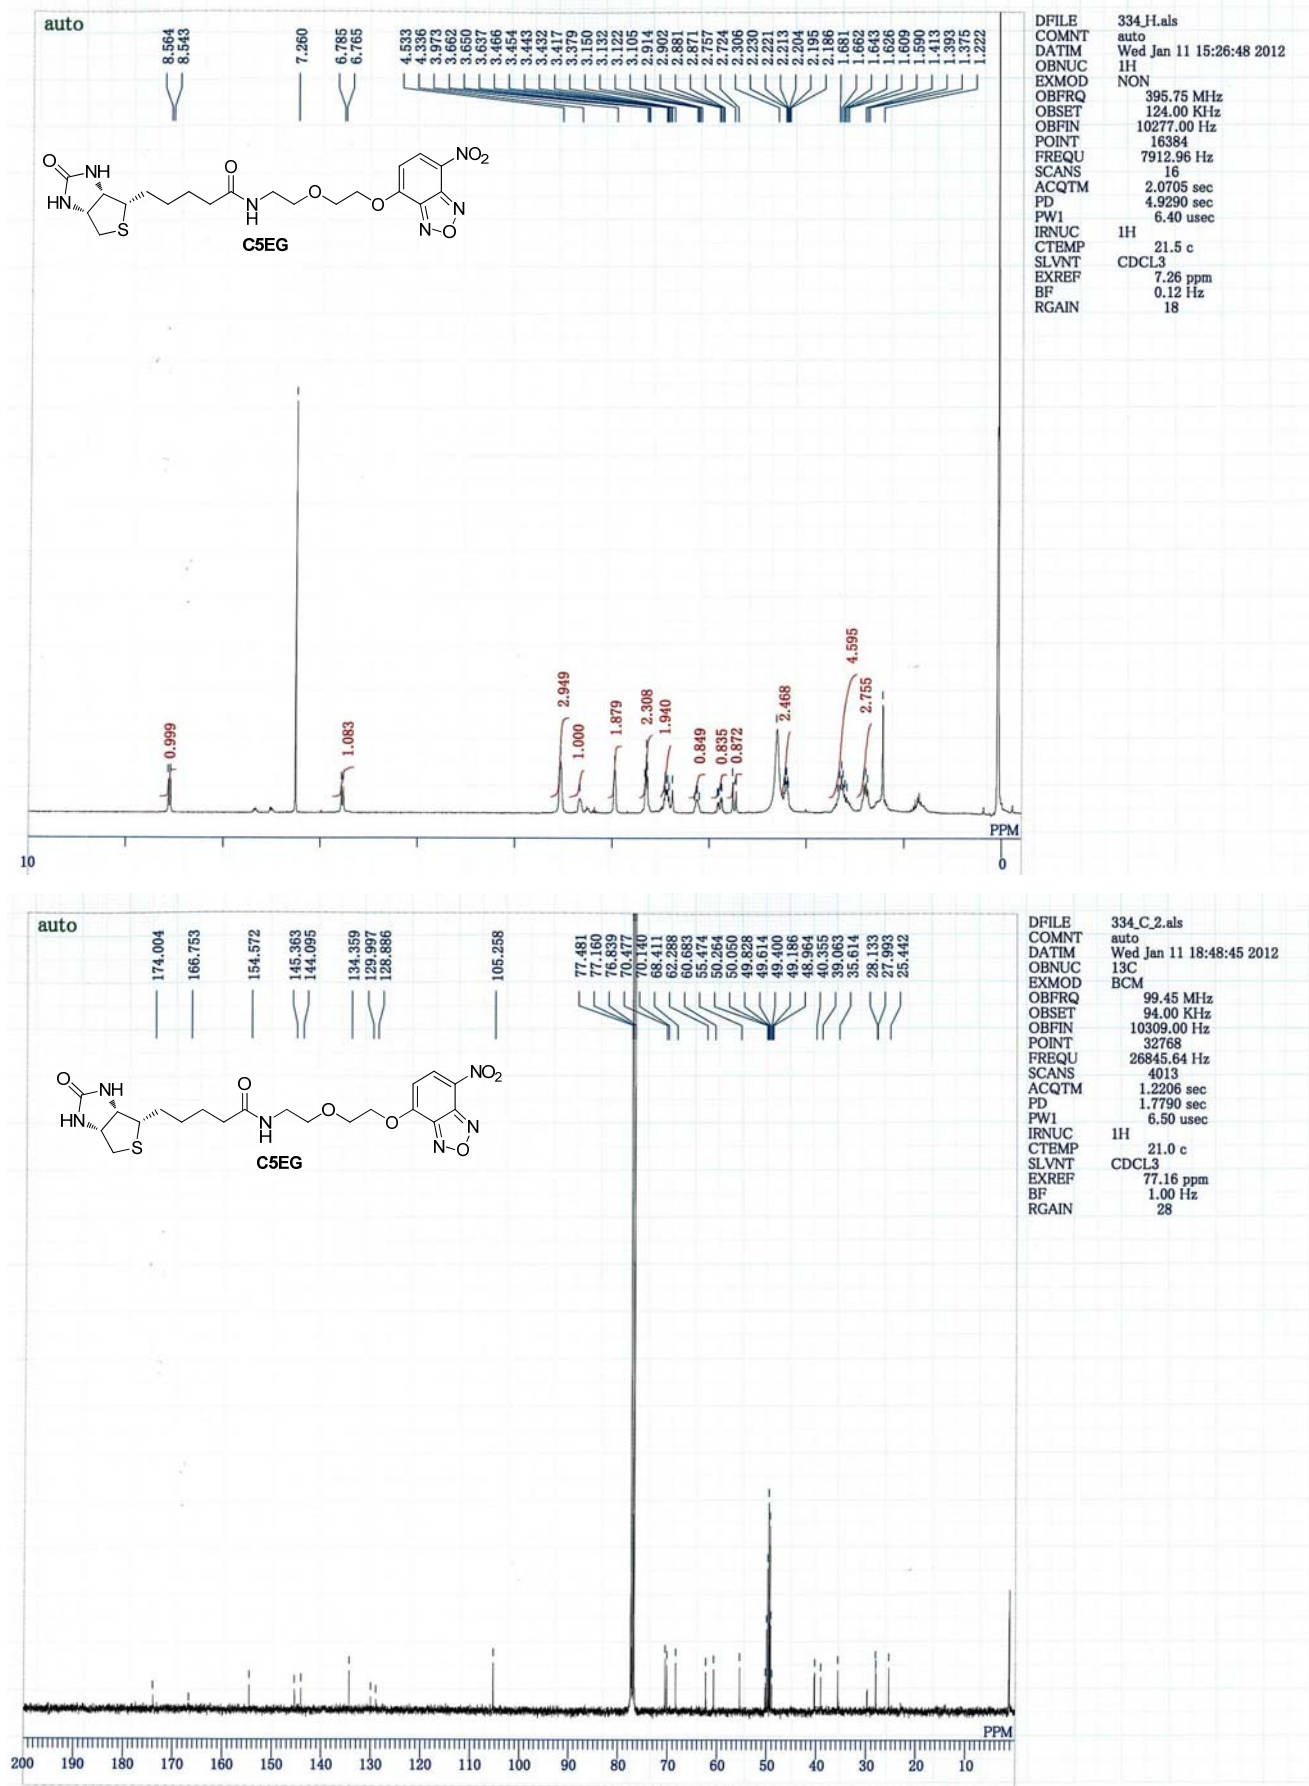 auto
8.564
8.543
7.260
6.785
6.765
4.533
4.336
3.973
3.662
3.650
3.637
3.466
3.454
3.443
3.432
3.417
3.379
3.150
3.132
3.122
3.105
2.914
2.902
2.881
2.871
2.757
2.724
2.306
2.230
2.221
2.213
2.204
2.195
2.186
1.681
1.662
1.643
1.626
1.609
1.590
1.413
1.393
1.375
1.222
DFILE 334_H.als
COMNT auto
DATIM Wed Jan 11 15:26:48 2012
OBNUC 1H
EXMOD NON
OBFRQ 395.75 MHz
OBSET 124.00 KHz
OBFIN 10277.00 Hz
POINT 16384
FREQU 7912.96 Hz
SCANS 16
ACQTM 2.0705 sec
PD 4.9290 sec
PW1 6.40 usec
IRNUC 1H
CTEMP 21.5 c
SLVNT CDCL3
EXREF 7.26 ppm
BF 0.12 Hz
RGAIN 18
O NH HN S O N H O O NO2 N O N
C5EG
0.999
1.083
2.949
1.000
1.879
2.308
1.940
0.849
0.835
0.872
2.468
4.595
2.755
PPM
10 0
auto
174.004
166.753
154.572
145.363
144.095
134.359
129.997
128.886
105.258
77.481
77.160
76.839
70.477
70.140
68.411
62.288
60.683
55.474
50.264
50.050
49.828
49.614
49.400
49.186
48.964
40.355
39.063
35.614
28.133
27.993
25.442
DFILE 334_C_2.als
COMNT auto
DATIM Wed Jan 11 18:48:45 2012
OBNUC 13C
EXMOD BCM
OBFRQ 99.45 MHz
OBSET 94.00 KHz
OBFIN 10309.00 Hz
POINT 32768
FREQU 26845.64 Hz
SCANS 4013
ACQTM 1.2206 sec
PD 1.7790 sec
PW1 6.50 usec
IRNUC 1H
CTEMP 21.0 c
SLVNT CDCL3
EXREF 77.16 ppm
BF 1.00 Hz
RGAIN 28
O NH HN S O N H O O NO2 N O N
C5EG
PPM
200 190 180 170 160 150 140 130 120 110 100 90 80 70 60 50 40 30 20 10